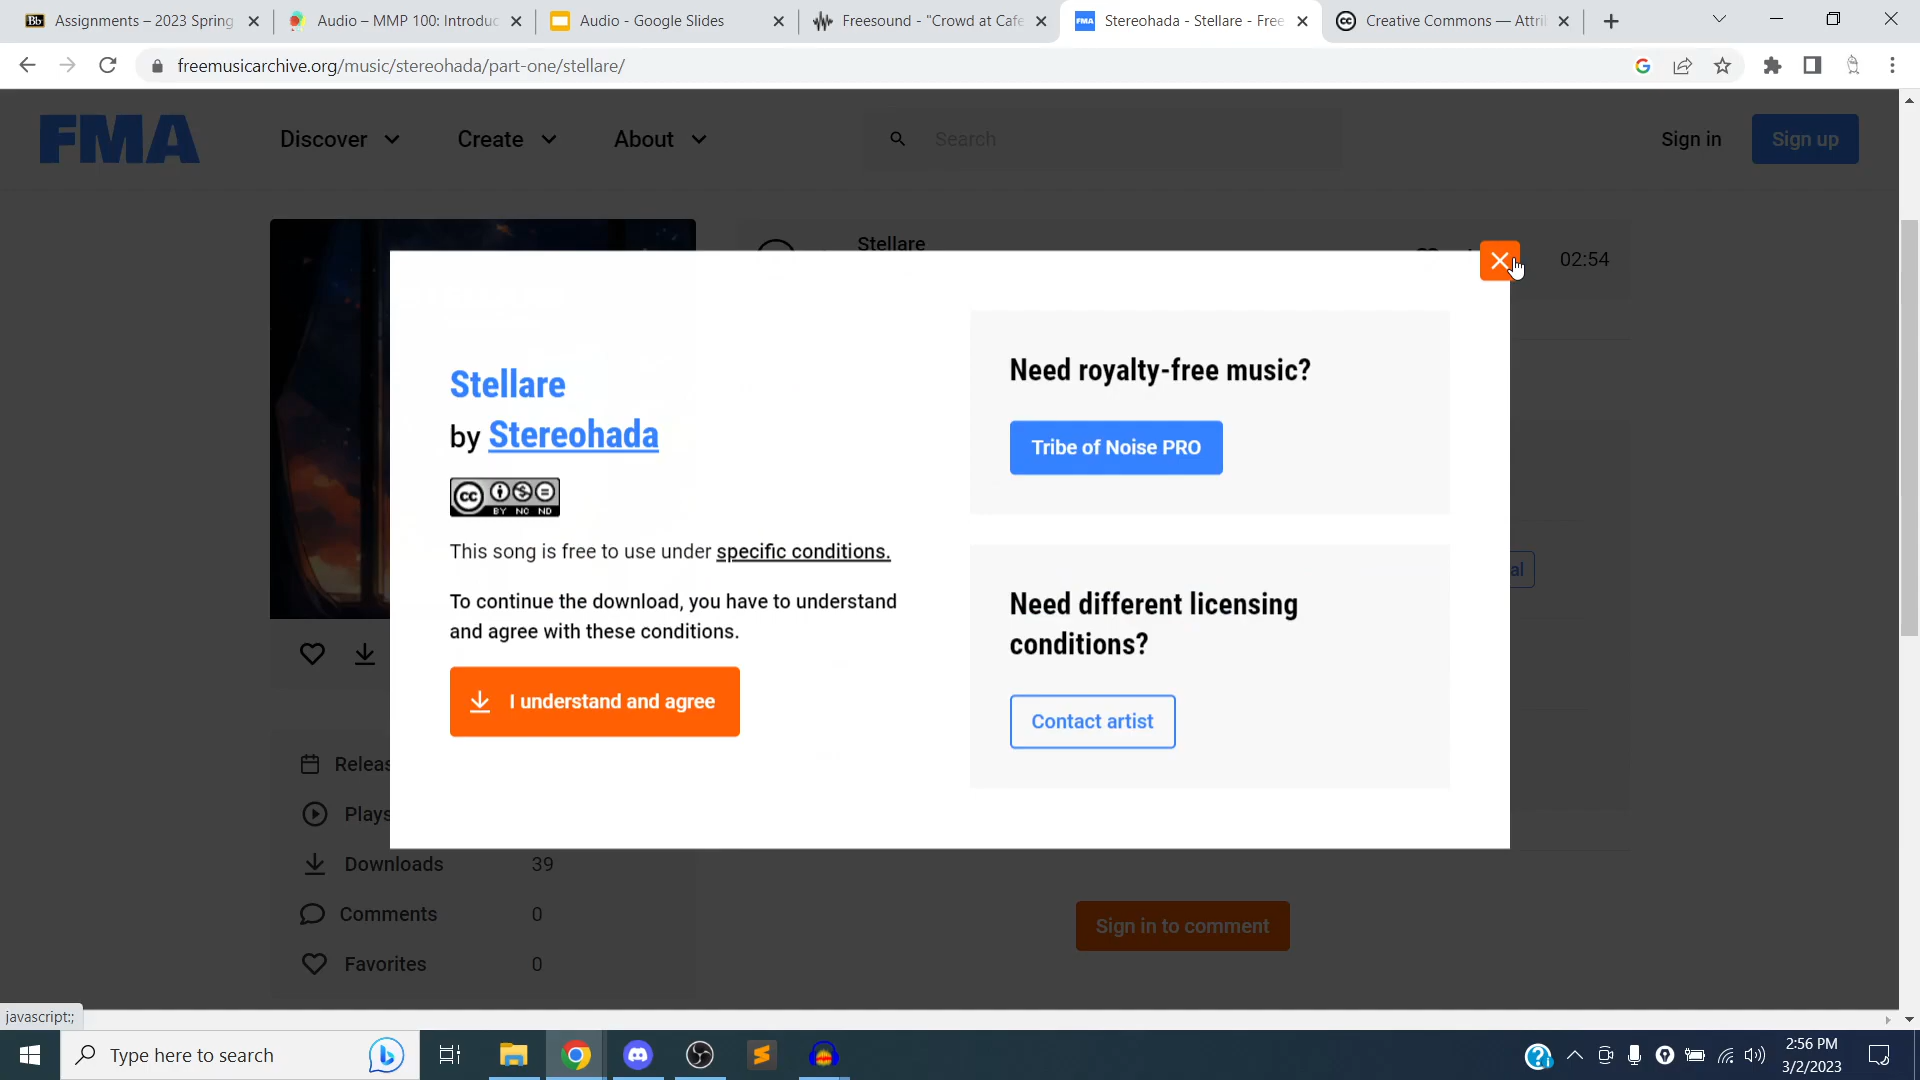 Assignments – 2023 Spring
Audio – MMP 100: Introduc
Audio - Google Slides
Freesound - "Crowd at Cafe
Stereohada - Stellare - Free
Creative Commons — Attri
freemusicarchive.org/music/stereohada/part-one/stellare/
FMA
Discover
Create
About
Search
Sign in
Sign up
Stellare
02:54
Stellare
by Stereohada
CC BY NC ND
This song is free to use under specific conditions.
To continue the download, you have to understand
and agree with these conditions.
I understand and agree
Need royalty-free music?
Tribe of Noise PRO
Need different licensing
conditions?
Contact artist
al
Releas
Plays
Downloads 39
Comments 0
Favorites 0
Sign in to comment
javascript:;
Type here to search
2:56 PM
3/2/2023